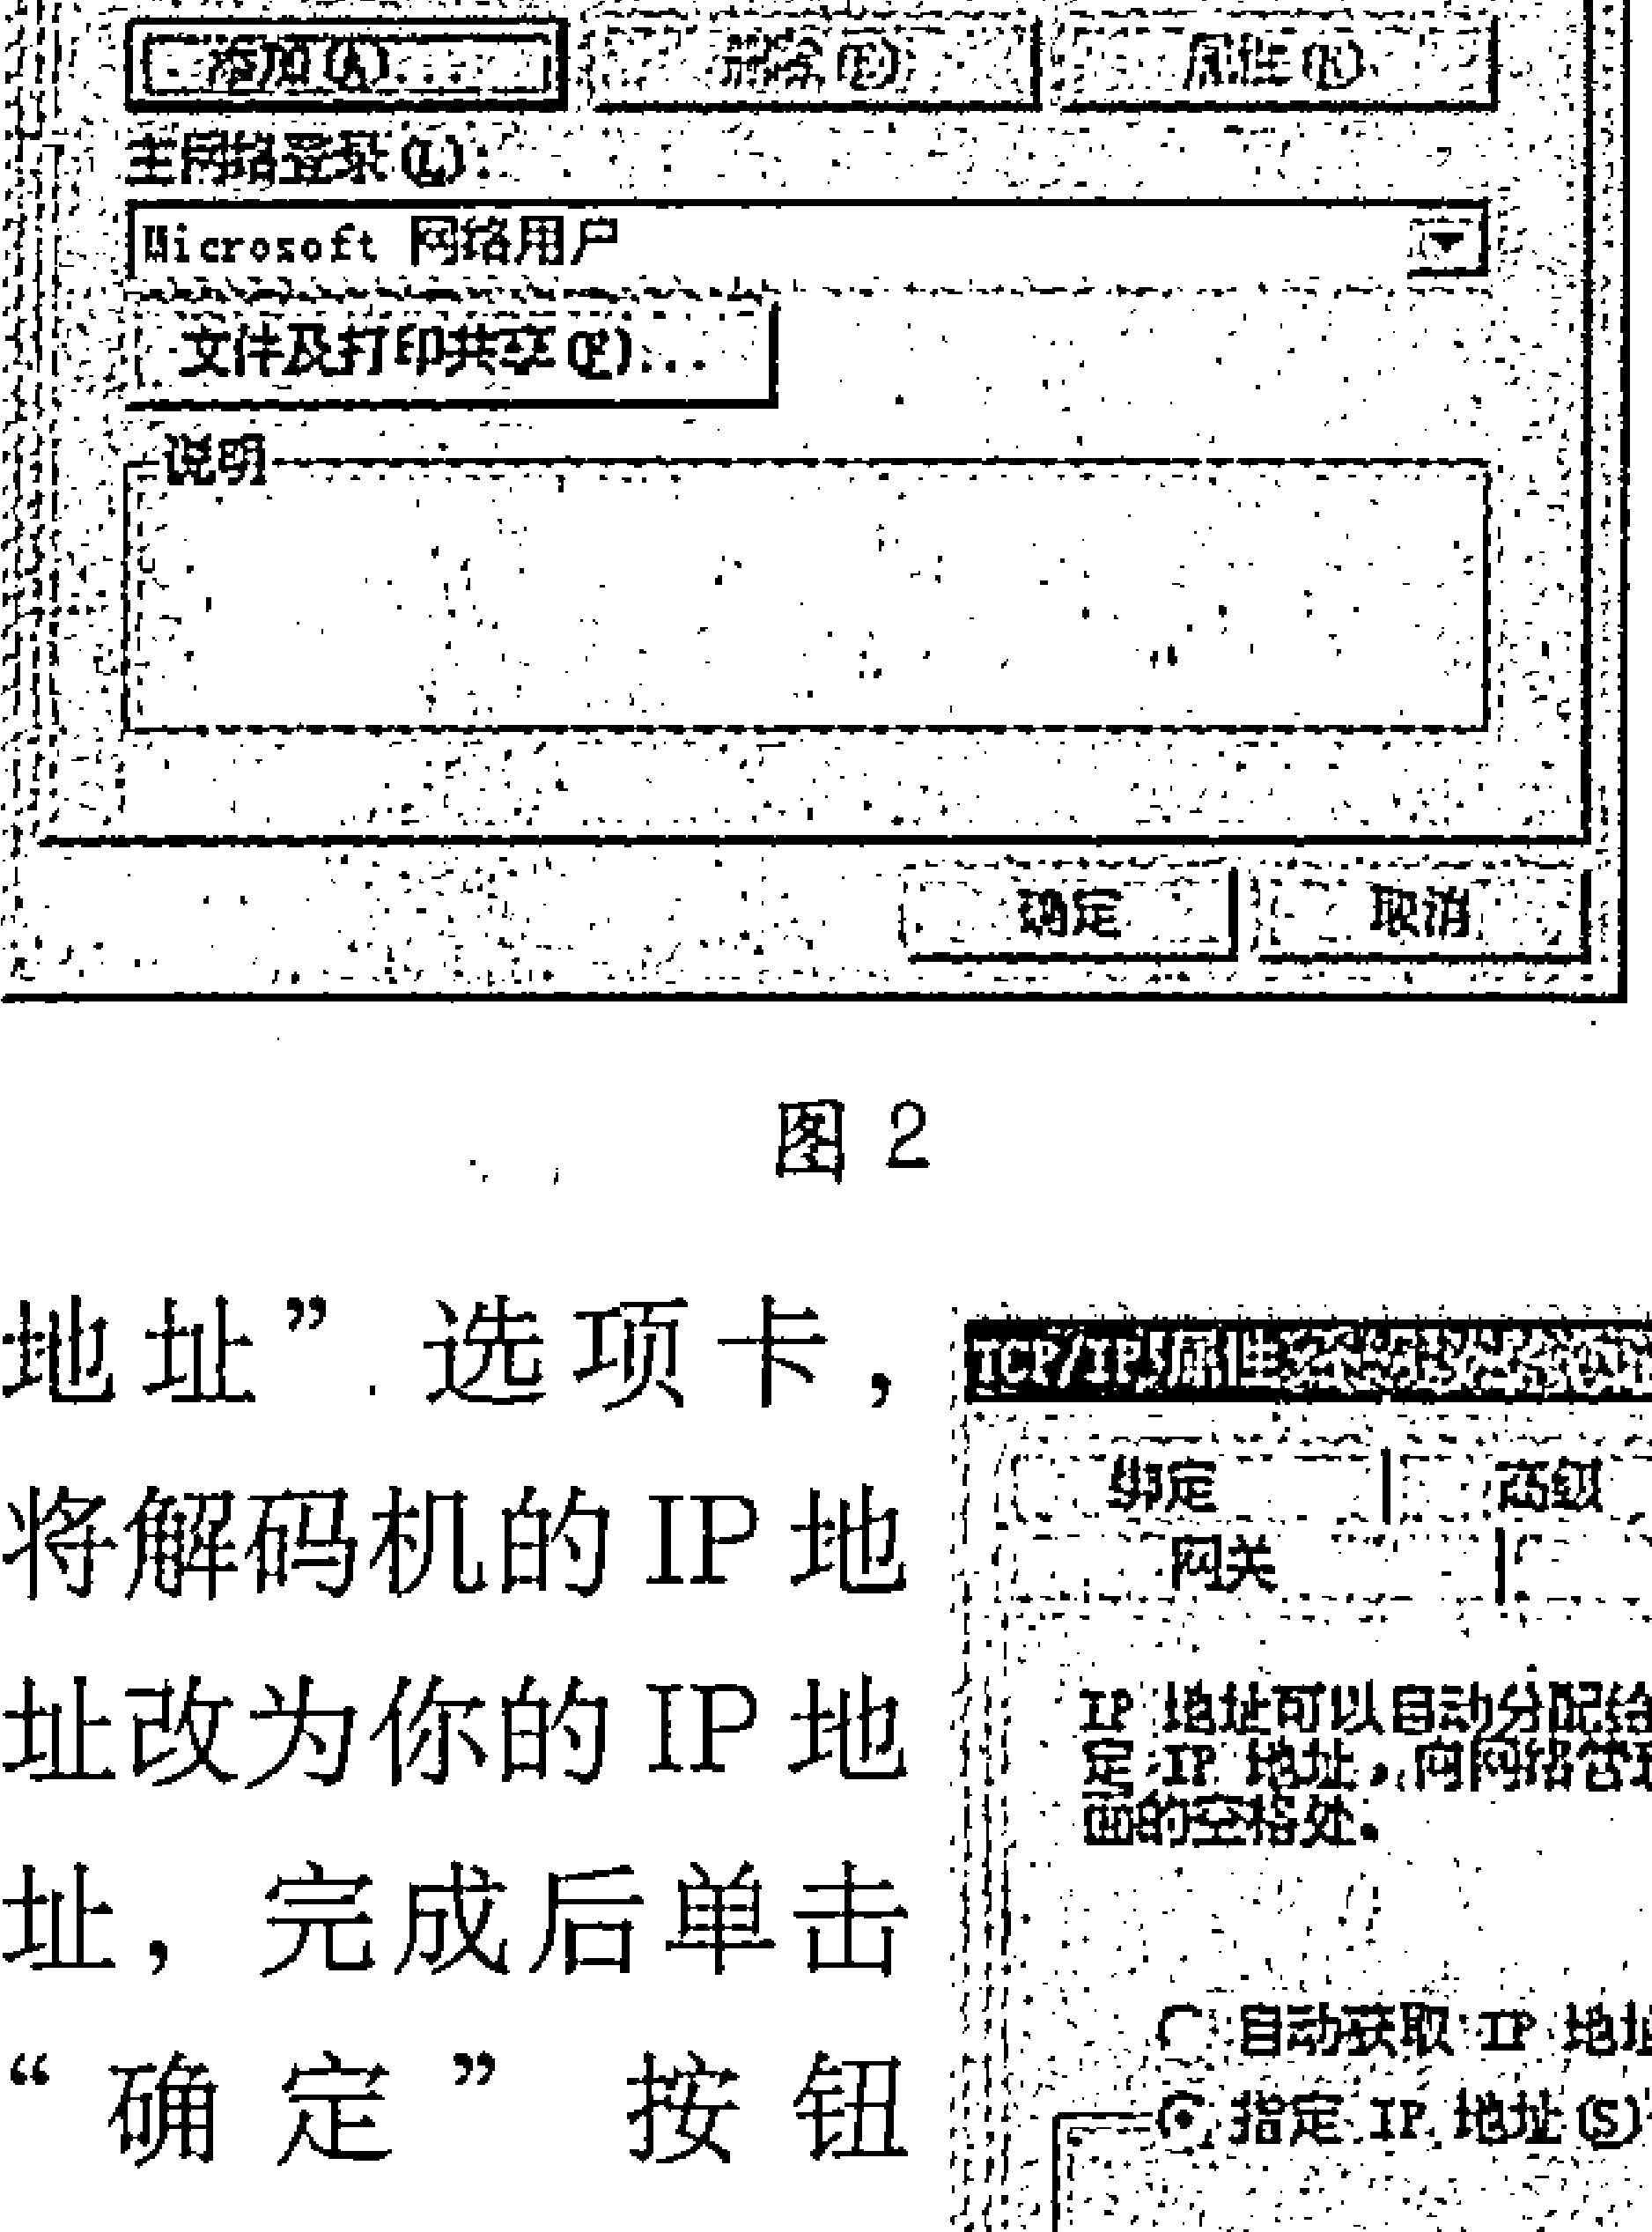 添加(A)... 删除(E) 属性(R)
主网络登录(L):
Microsoft 网络用户
文件及打印共享(F)...
说明
确定 取消
图 2
地址”选项卡，
将解码机的 IP 地
址改为你的 IP 地
址，完成后单击
“确定”按钮
TCP/IP 属性
绑定 高级
网关
IP 地址可以自动分配给
定 IP 地址，向网络管理
面的空格处。
自动获取 IP 地址
指定 IP 地址(S)